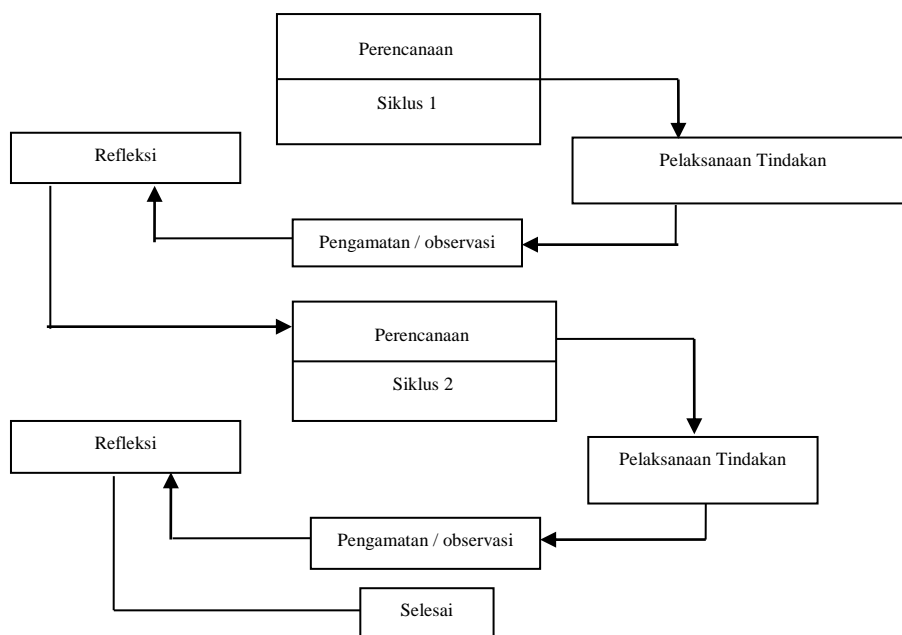 Perencanaan
Siklus 1
Refleksi
Pelaksanaan Tindakan
Pengamatan / observasi
Perencanaan
Siklus 2
Refleksi
Pelaksanaan Tindakan
Pengamatan / observasi
Selesai